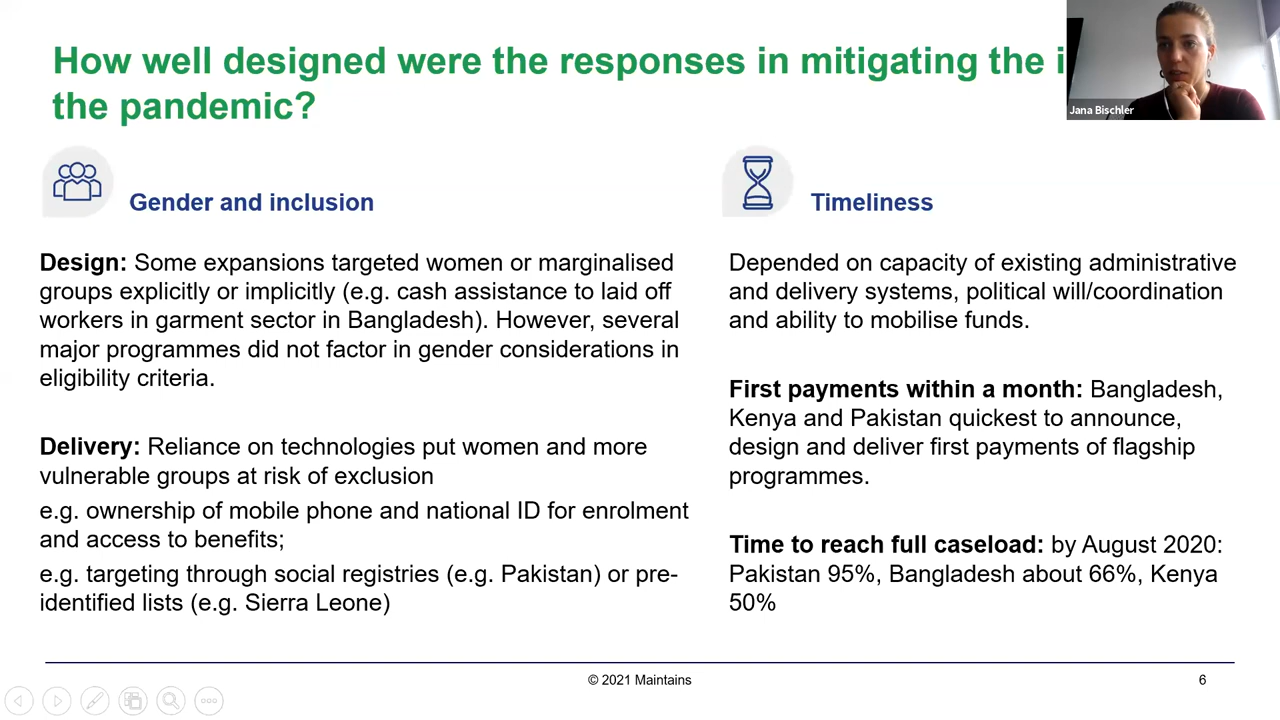 How well designed were the responses in mitigating the i
the pandemic?
Jana Bischler
Gender and inclusion
Design: Some expansions targeted women or marginalised
groups explicitly or implicitly (e.g. cash assistance to laid off
workers in garment sector in Bangladesh). However, several
major programmes did not factor in gender considerations in
eligibility criteria.
Delivery: Reliance on technologies put women and more
vulnerable groups at risk of exclusion
e.g. ownership of mobile phone and national ID for enrolment
and access to benefits;
e.g. targeting through social registries (e.g. Pakistan) or pre-
identified lists (e.g. Sierra Leone)
Timeliness
Depended on capacity of existing administrative
and delivery systems, political will/coordination
and ability to mobilise funds.
First payments within a month: Bangladesh,
Kenya and Pakistan quickest to announce,
design and deliver first payments of flagship
programmes.
Time to reach full caseload: by August 2020:
Pakistan 95%, Bangladesh about 66%, Kenya
50%
© 2021 Maintains
6